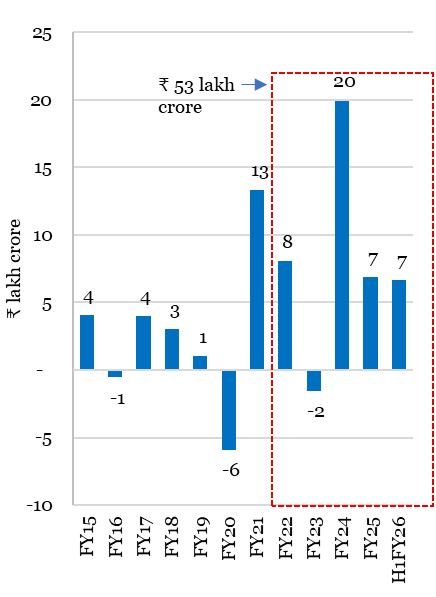 25
20
15
10
5
-
-5
-10
₹ lakh crore
₹ 53 lakh
crore
4
-1
4
3
1
-6
13
8
-2
20
7
7
FY15
FY16
FY17
FY18
FY19
FY20
FY21
FY22
FY23
FY24
FY25
H1FY26